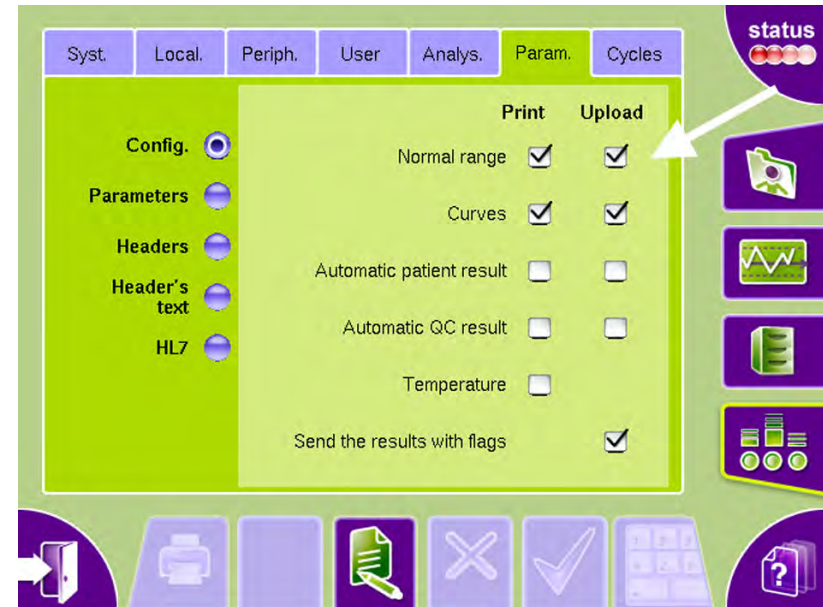 status
Syst. Local. Periph. User Analys. Param. Cycles
Print Upload
Config.
Normal range
Parameters
Curves
Headers
Automatic patient result
Header's
text
Automatic QC result
HL7
Temperature
Send the results with flags
?